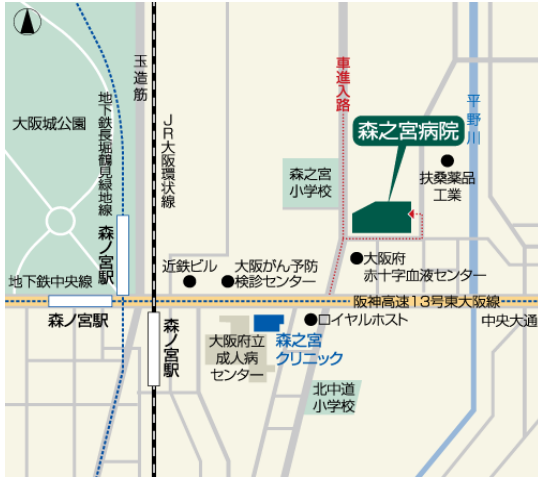 玉造筋
車進入路
平野川
大阪城公園
地下鉄長堀鶴見緑地線
JR大阪環状線
森之宮病院
扶桑薬品
工業
森之宮
小学校
森ノ宮駅
近鉄ビル
大阪がん予防
検診センター
大阪府
赤十字血液センター
地下鉄中央線
阪神高速13号東大阪線
森ノ宮駅
森ノ宮駅
大阪府立
成人病
センター
森之宮
クリニック
ロイヤルホスト
中央大通
北中道
小学校